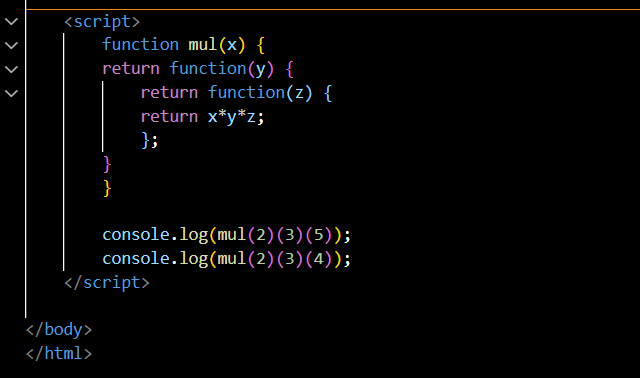 <script>
function mul(x) {
return function(y) {
return function(z) {
return x*y*z;
};
}
}
console.log(mul(2)(3)(5));
console.log(mul(2)(3)(4));
</script>
</body>
</html>